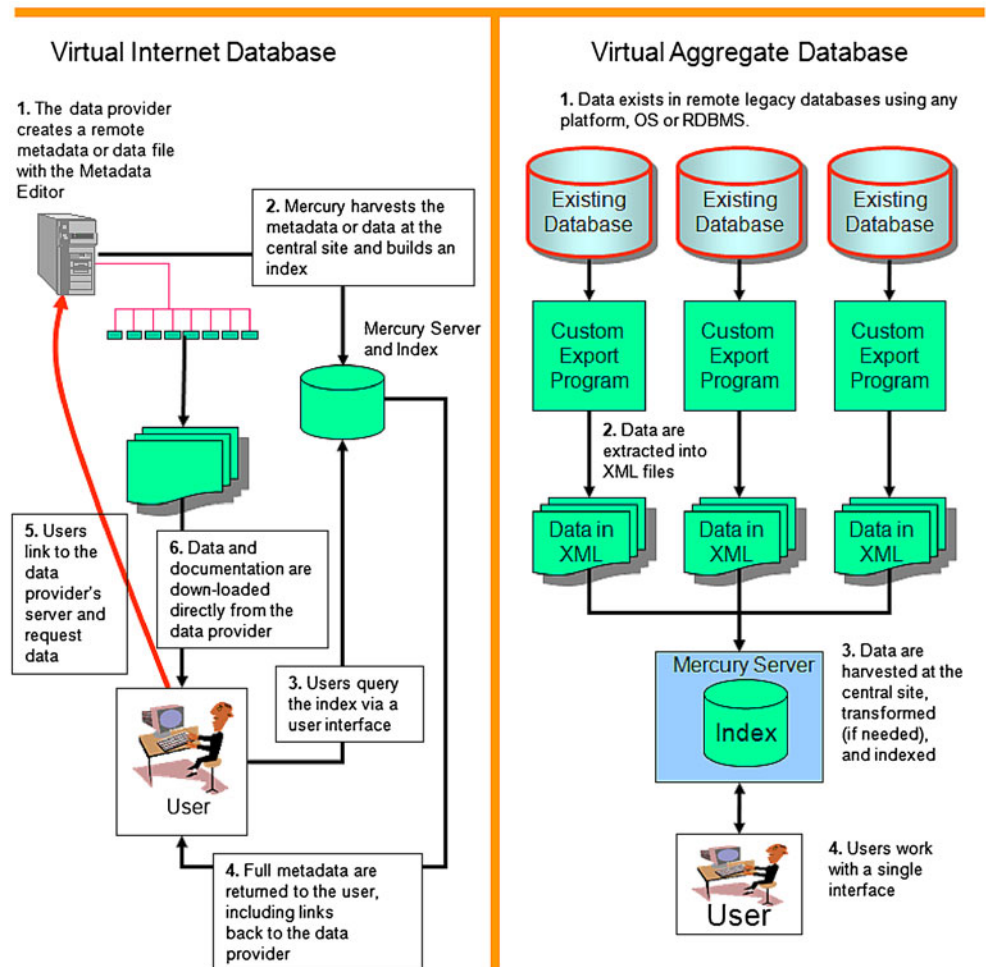 Virtual Internet Database
1. The data provider
creates a remote
metadata or data file
with the Metadata
Editor
2. Mercury harvests the
metadata or data at the
central site and builds an
index
Mercury Server
and Index
5. Users
link to the
data
provider's
server and
request
data
6. Data and
documentation are
down-loaded
directly from the
data provider
3. Users query
the index via a
user interface
User
4. Full metadata are
returned to the user,
including links
back to the data
provider
Virtual Aggregate Database
1. Data exists in remote legacy databases using any
platform, OS or RDBMS.
Existing
Database
Existing
Database
Existing
Database
Custom
Export
Program
Custom
Export
Program
Custom
Export
Program
2. Data are
extracted into
XML files
Data in
XML
Data in
XML
Data in
XML
Mercury Server
Index
3. Data are
harvested at the
central site,
transformed
(if needed),
and indexed
User
4. Users work
with a single
interface